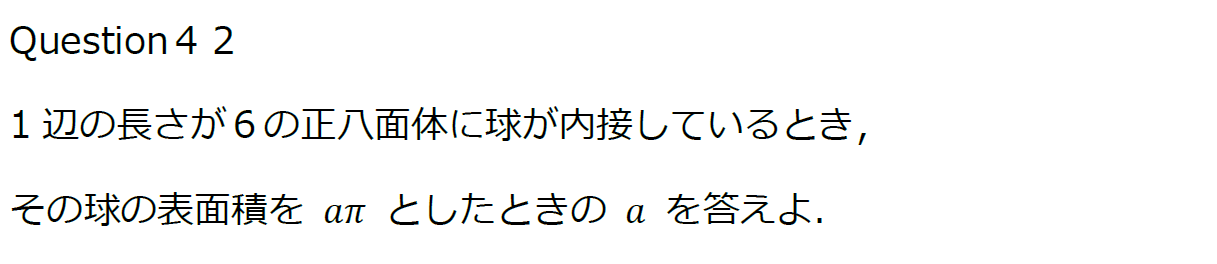 Question４２
1 辺の長さが６の正八面体に球が内接しているとき，
その球の表面積を aπ としたときの a を答えよ．